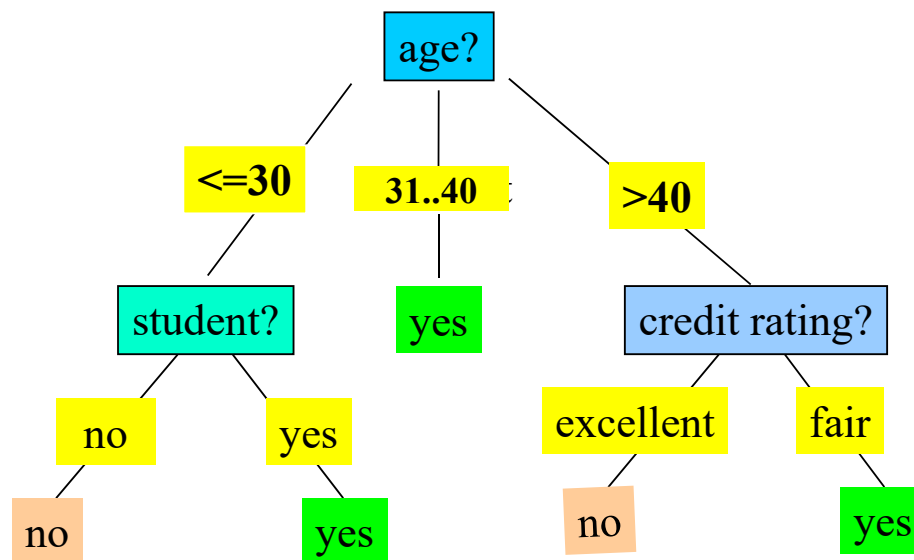 age?
<=30
31..40
>40
student?
yes
credit rating?
no
yes
excellent
fair
no
yes
no
yes